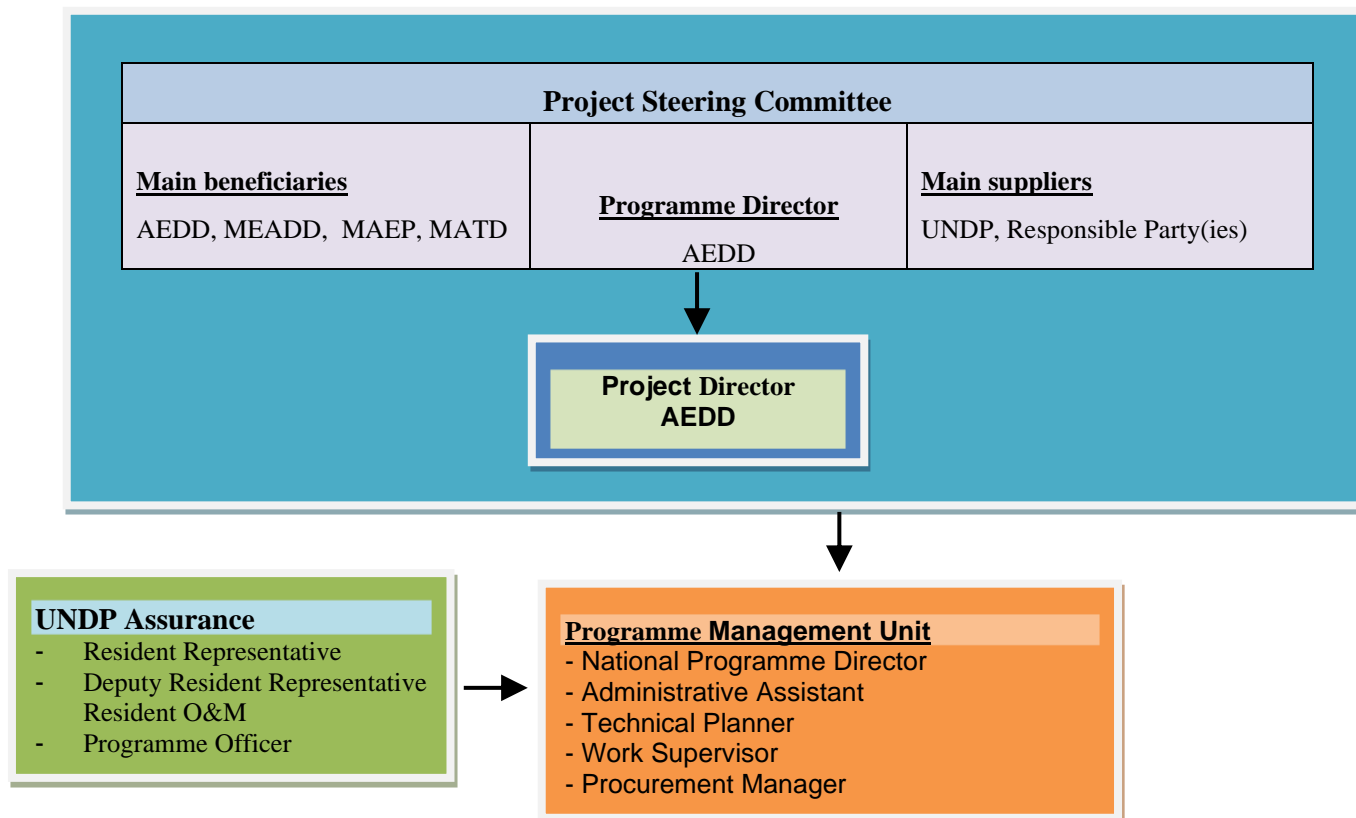 Project Steering Committee
Main beneficiaries
AEDD, MEADD, MAEP, MATD
Programme Director
AEDD
Main suppliers
UNDP, Responsible Party(ies)
Project Director
AEDD
UNDP Assurance
- Resident Representative
- Deputy Resident Representative
Resident O&M
- Programme Officer
Programme Management Unit
- National Programme Director
- Administrative Assistant
- Technical Planner
- Work Supervisor
- Procurement Manager